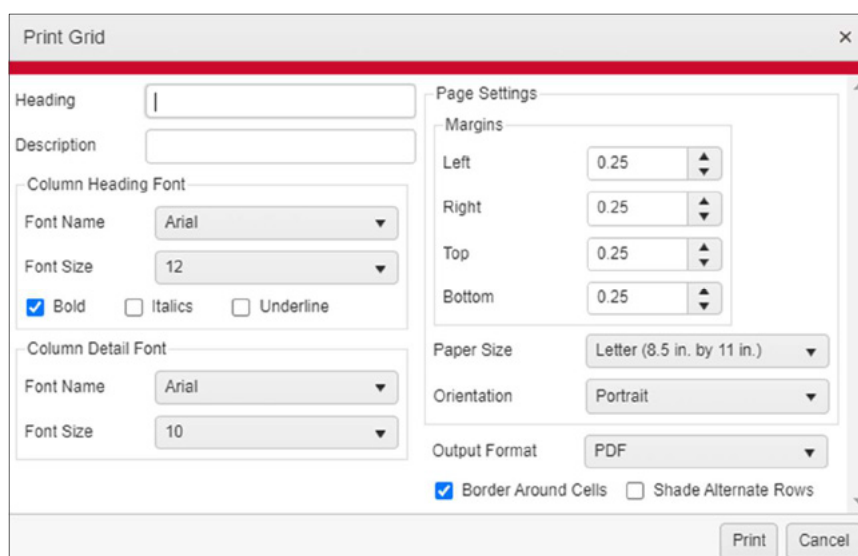 Print Grid
Heading
Description
Column Heading Font
Font Name Arial
Font Size 12
Bold Italics Underline
Column Detail Font
Font Name Arial
Font Size 10
Page Settings
Margins
Left 0.25
Right 0.25
Top 0.25
Bottom 0.25
Paper Size Letter (8.5 in. by 11 in.)
Orientation Portrait
Output Format PDF
Border Around Cells Shade Alternate Rows
Print Cancel